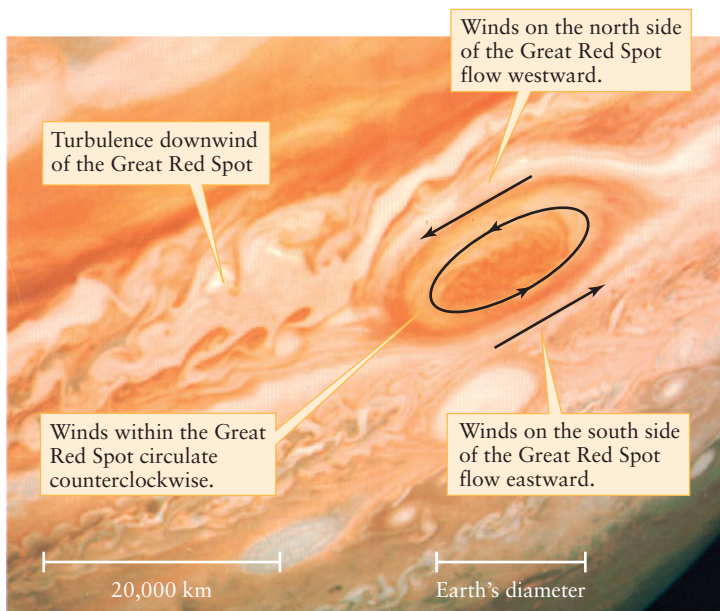 Winds on the north side
of the Great Red Spot
flow westward.
Turbulence downwind
of the Great Red Spot
Winds within the Great
Red Spot circulate
counterclockwise.
Winds on the south side
of the Great Red Spot
flow eastward.
20,000 km
Earth's diameter